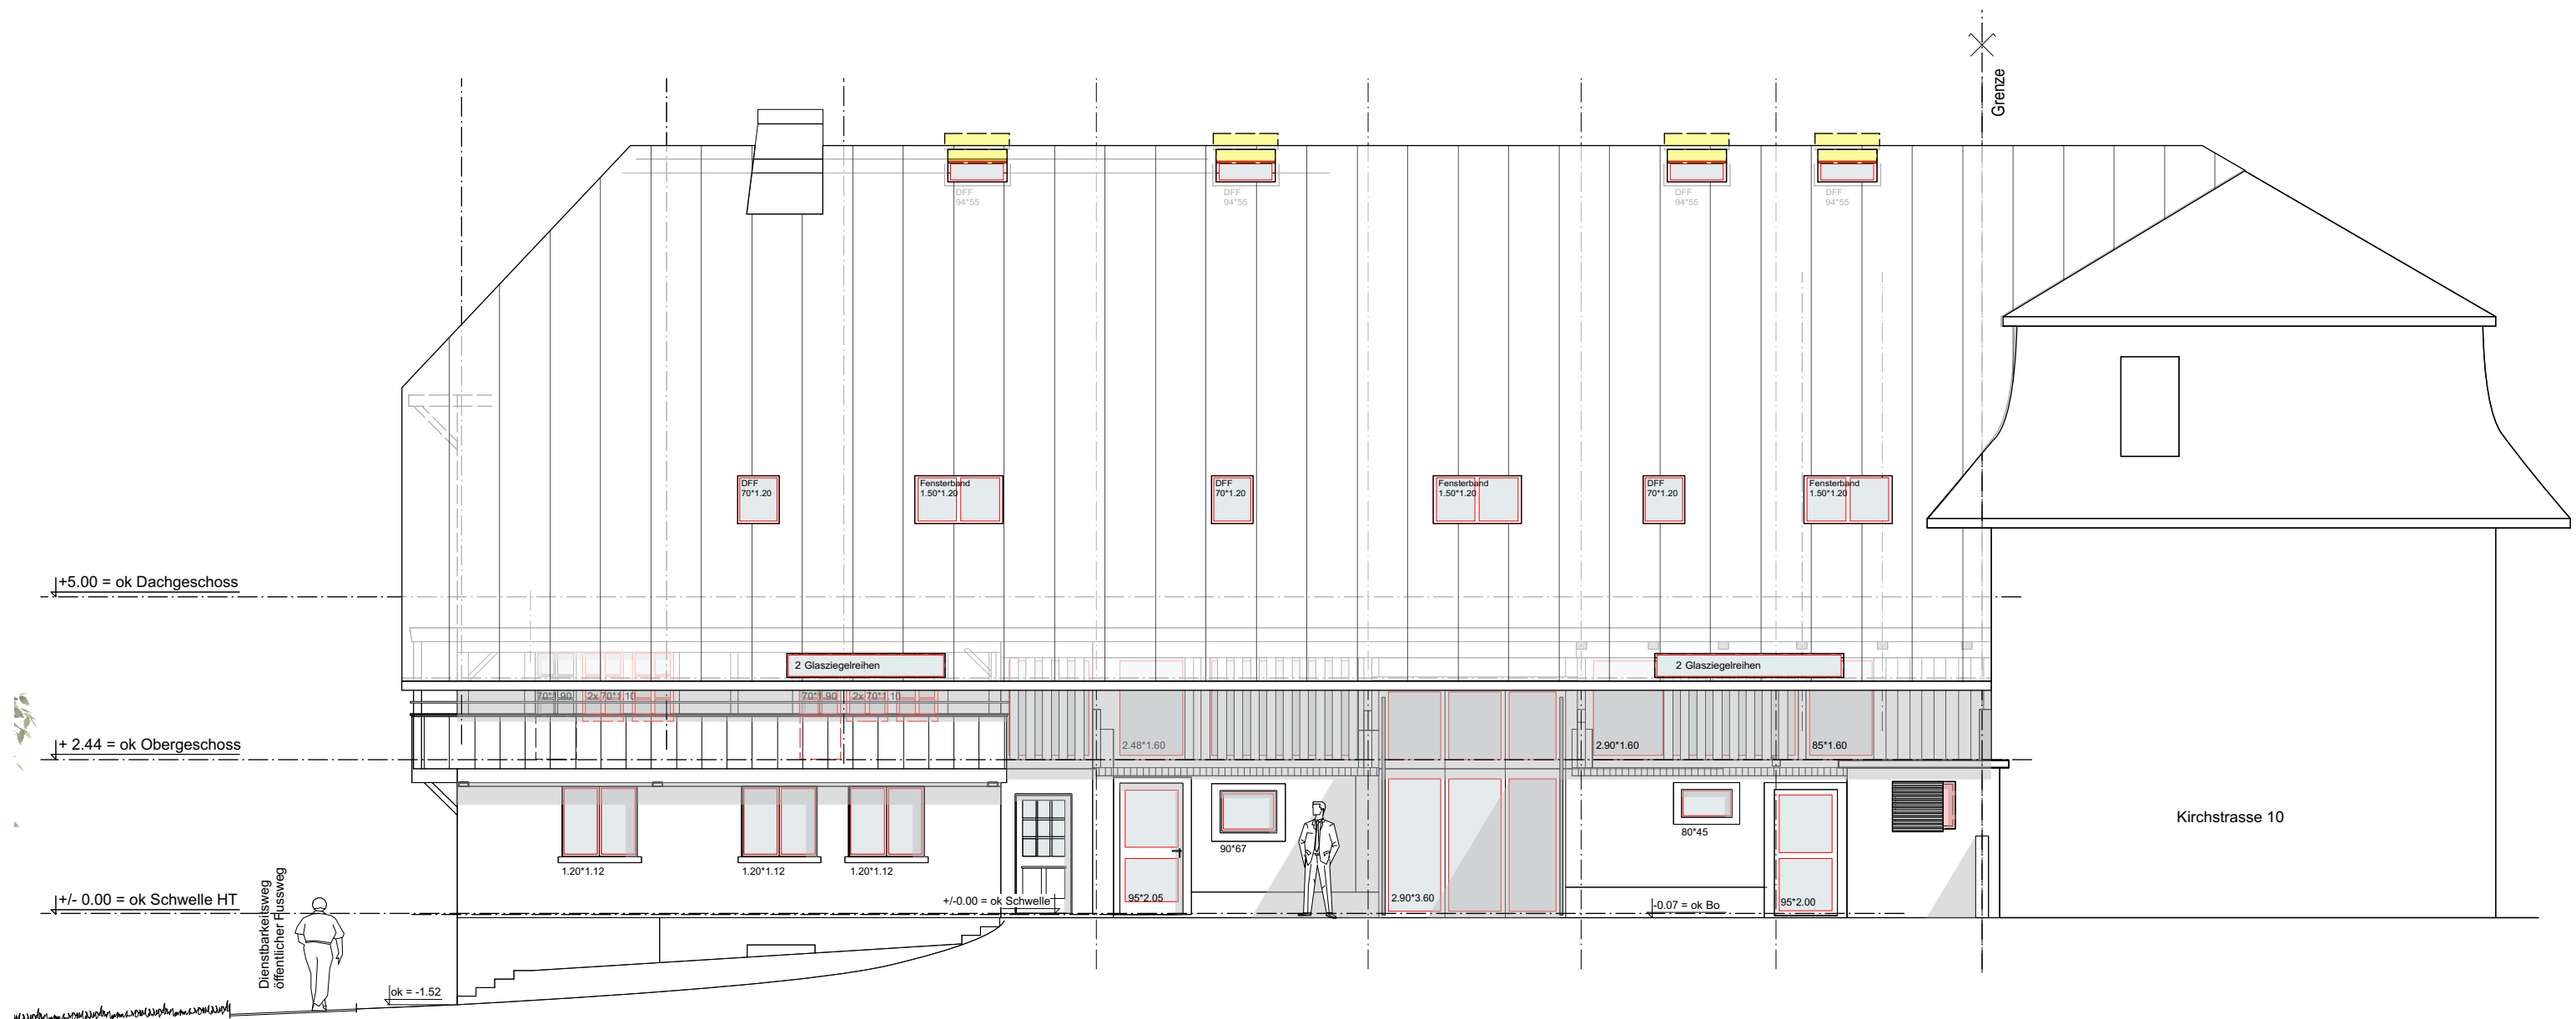 Grenze
DFF
94*55
DFF
94*55
DFF
94*55
DFF
94*55
DFF
70*1.20
Fensterband
1.50*1.20
DFF
70*1.20
Fensterband
1.50*1.20
DFF
70*1.20
Fensterband
1.50*1.20
+5.00 = ok Dachgeschoss
2 Glasziegelreihen
2 Glasziegelreihen
70*1.90
2x 70*1.10
70*1.90
2x 70*1.10
+ 2.44 = ok Obergeschoss
2.48*1.60
2.90*1.60
85*1.60
Kirchstrasse 10
80*45
90*67
1.20*1.12
1.20*1.12
1.20*1.12
+/- 0.00 = ok Schwelle HT
+/-0.00 = ok Schwelle
95*2.05
2.90*3.60
-0.07 = ok Bo
95*2.00
Dienstbarkeitsweg
öffentlicher Fussweg
ok = -1.52